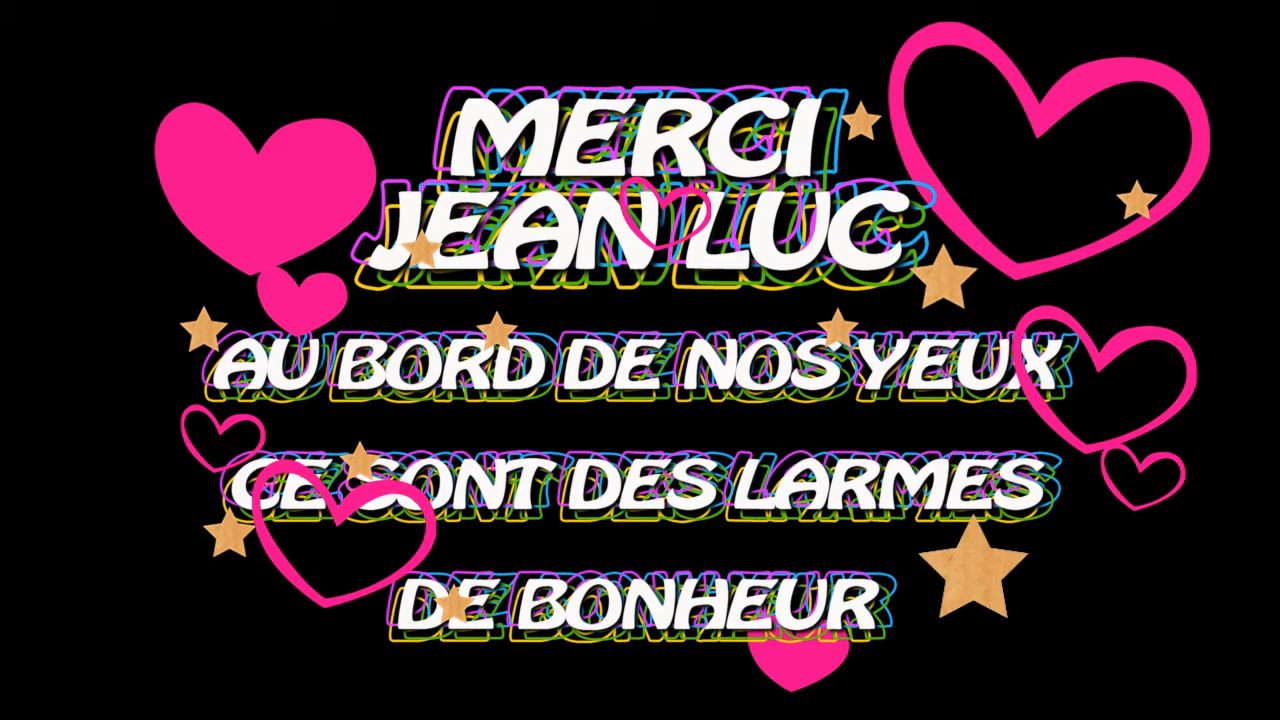 MERCI
JEAN LUC
AU BORD DE NOS YEUX
CE SONT DES LARMES
DE BONHEUR